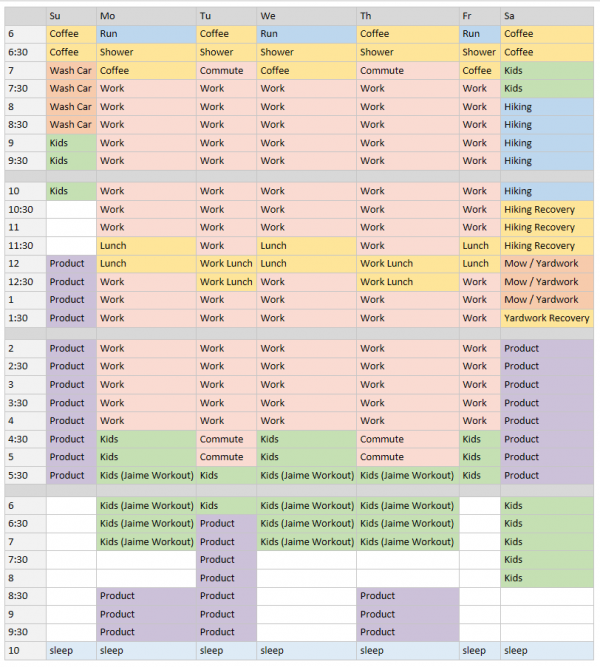 Su Mo Tu We Th Fr Sa
6 Coffee Run Coffee Run Coffee Run Coffee
6:30 Coffee Shower Shower Shower Shower Shower Coffee
7 Wash Car Coffee Commute Coffee Commute Coffee Kids
7:30 Wash Car Work Work Work Work Work Kids
8 Wash Car Work Work Work Work Work Hiking
8:30 Wash Car Work Work Work Work Work Hiking
9 Kids Work Work Work Work Work Hiking
9:30 Kids Work Work Work Work Work Hiking
10 Kids Work Work Work Work Work Hiking
10:30 Work Work Work Work Work Hiking Recovery
11 Work Work Work Work Work Hiking Recovery
11:30 Lunch Work Lunch Work Lunch Hiking Recovery
12 Product Lunch Work Lunch Lunch Work Lunch Lunch Mow / Yardwork
12:30 Product Work Work Lunch Work Work Lunch Work Mow / Yardwork
1 Product Work Work Work Work Work Mow / Yardwork
1:30 Product Work Work Work Work Work Yardwork Recovery
2 Product Work Work Work Work Work Product
2:30 Product Work Work Work Work Work Product
3 Product Work Work Work Work Work Product
3:30 Product Work Work Work Work Work Product
4 Product Work Work Work Work Work Product
4:30 Product Kids Commute Kids Commute Kids Product
5 Product Kids Commute Kids Commute Kids Product
5:30 Product Kids (Jaime Workout) Kids Kids (Jaime Workout) Kids (Jaime Workout) Kids Product
6 Kids (Jaime Workout) Kids Kids (Jaime Workout) Kids (Jaime Workout) Kids
6:30 Kids (Jaime Workout) Product Kids (Jaime Workout) Kids (Jaime Workout) Kids
7 Kids (Jaime Workout) Product Kids (Jaime Workout) Kids (Jaime Workout) Kids
7:30 Product Kids
8 Product Kids
8:30 Product Product Product
9 Product Product Product
9:30 Product Product Product
10 sleep sleep sleep sleep sleep sleep sleep